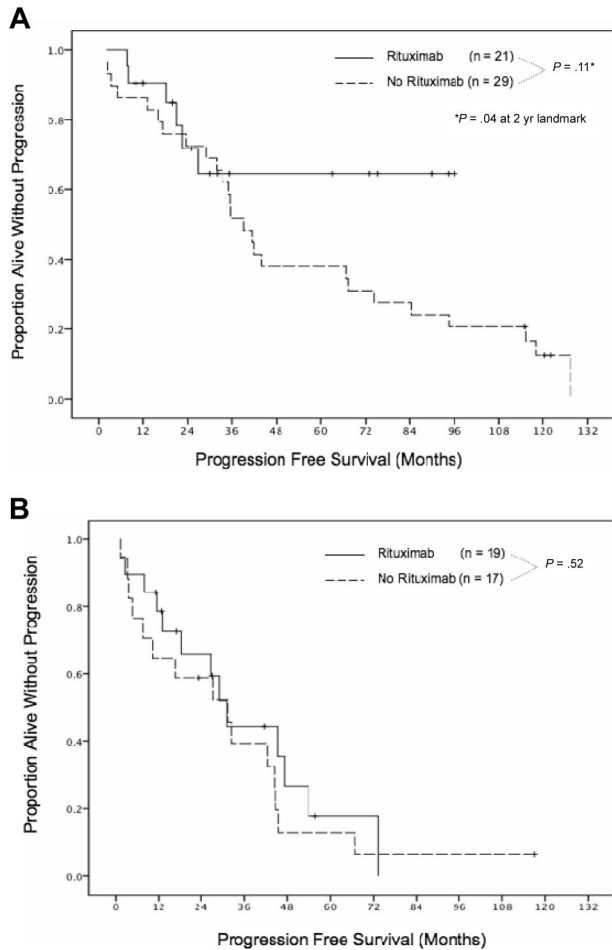 A
Rituximab (n = 21)
No Rituximab (n = 29)
P = .11*
*P = .04 at 2 yr landmark
1.0
0.8
0.6
0.4
0.2
0.0
Proportion Alive Without Progression
0 12 24 36 48 60 72 84 96 108 120 132
Progression Free Survival (Months)
B
Rituximab (n = 19)
No Rituximab (n = 17)
P = .52
1.0
0.8
0.6
0.4
0.2
0.0
Proportion Alive Without Progression
0 12 24 36 48 60 72 84 96 108 120 132
Progression Free Survival (Months)